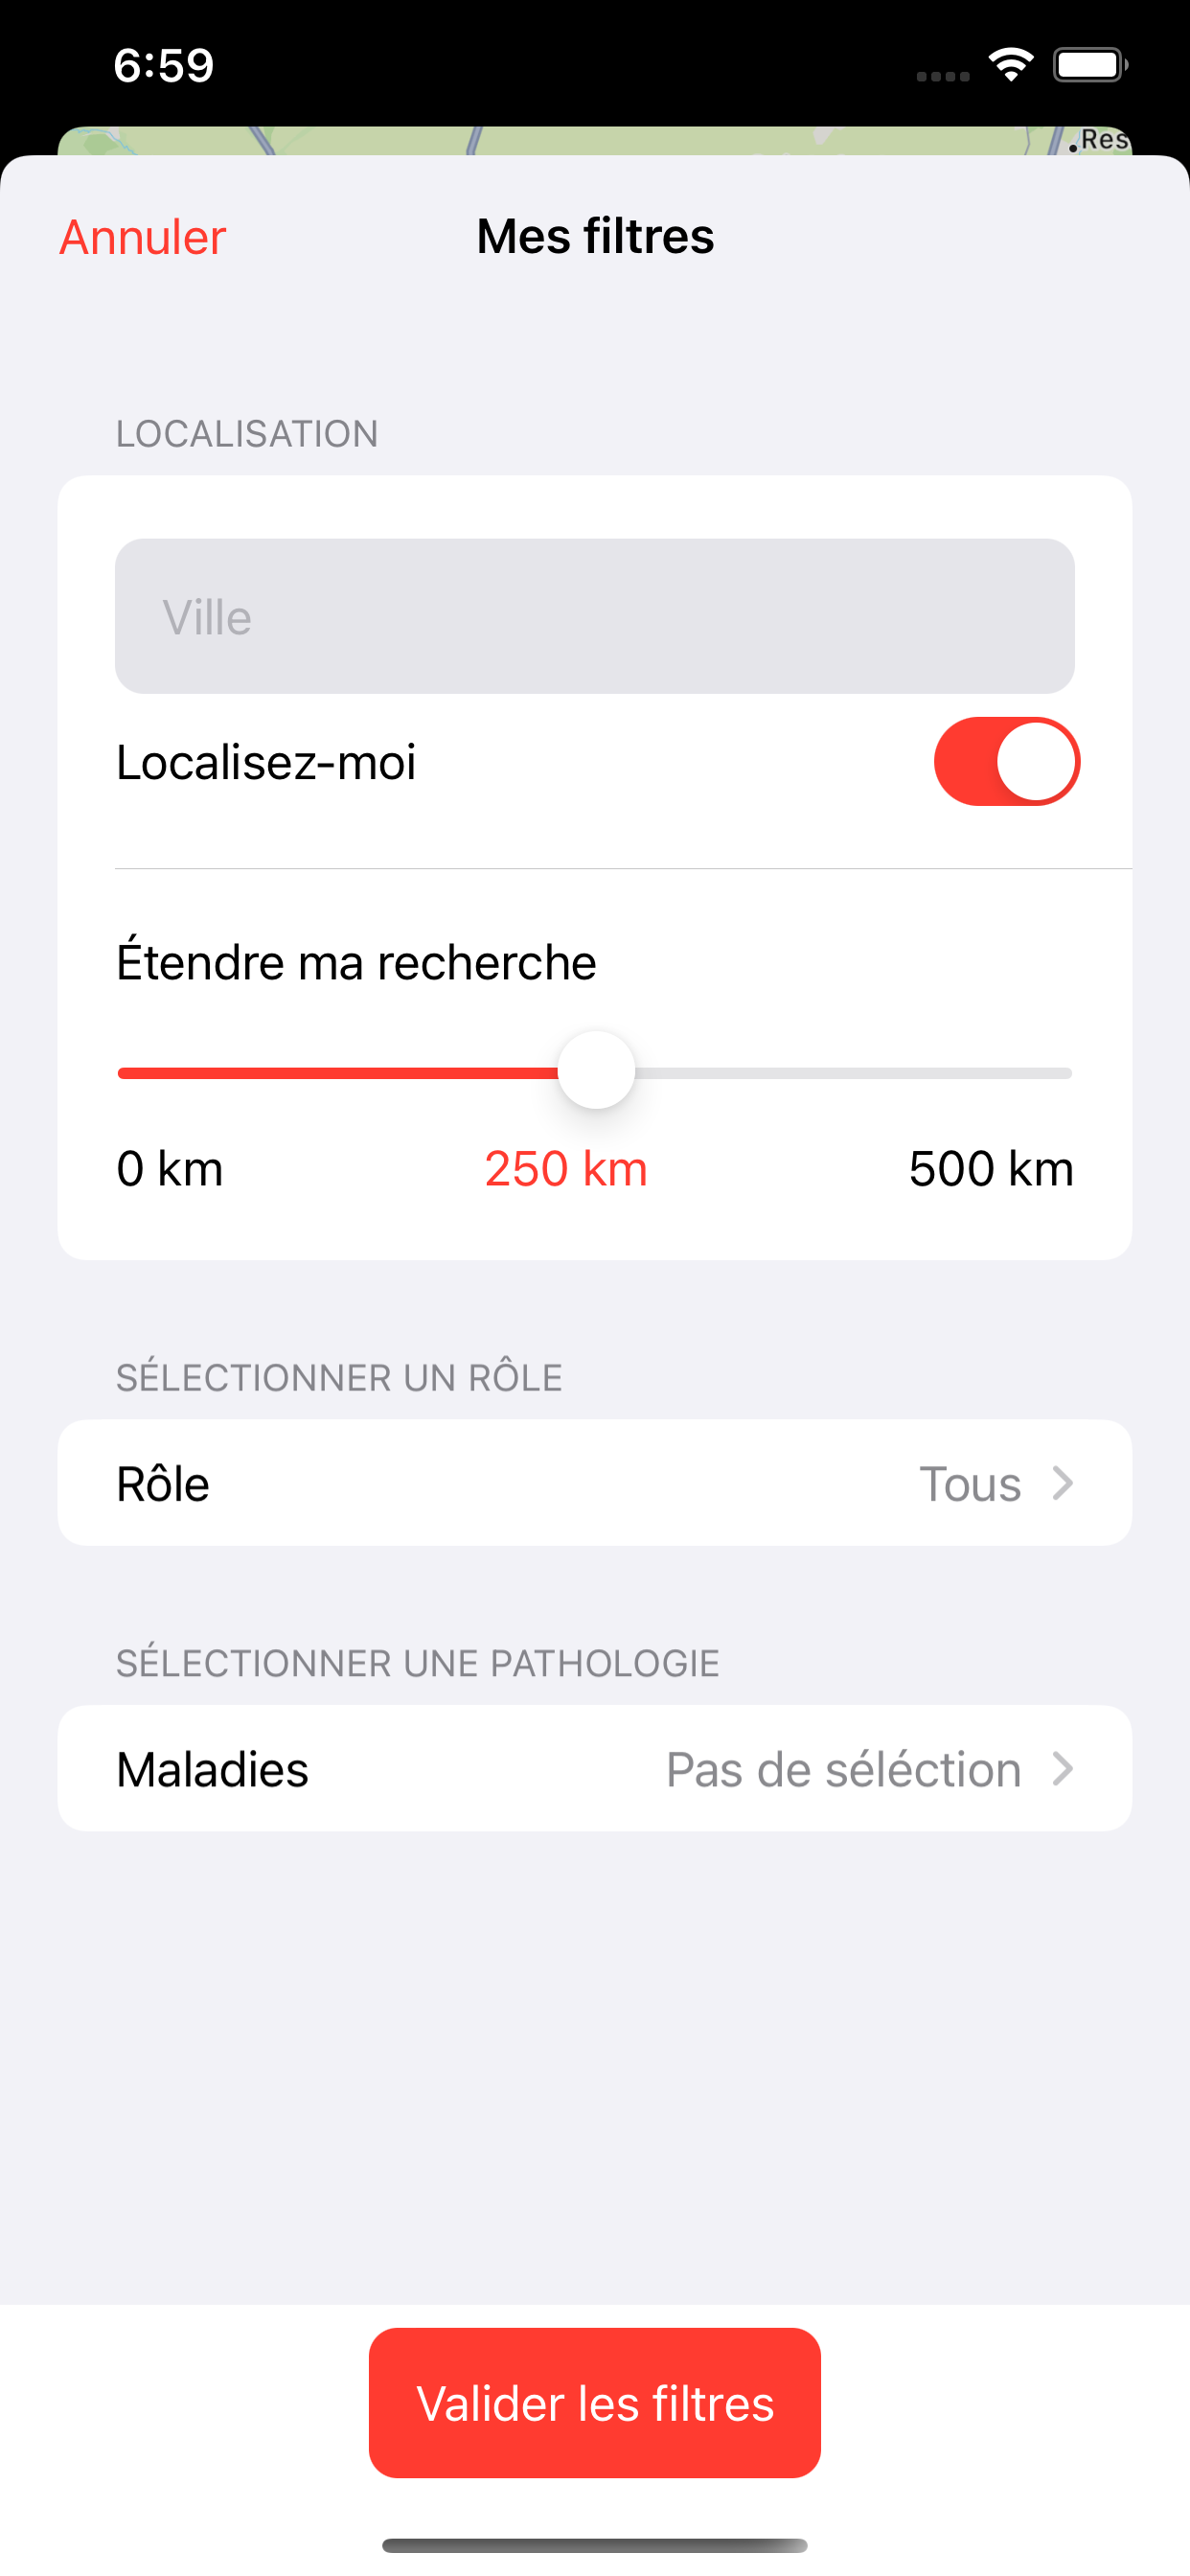 6:59
Res
Annuler
Mes filtres
LOCALISATION
Ville
Localisez-moi
Étendre ma recherche
0 km 250 km 500 km
SÉLECTIONNER UN RÔLE
Rôle Tous
SÉLECTIONNER UNE PATHOLOGIE
Maladies Pas de séléction
Valider les filtres